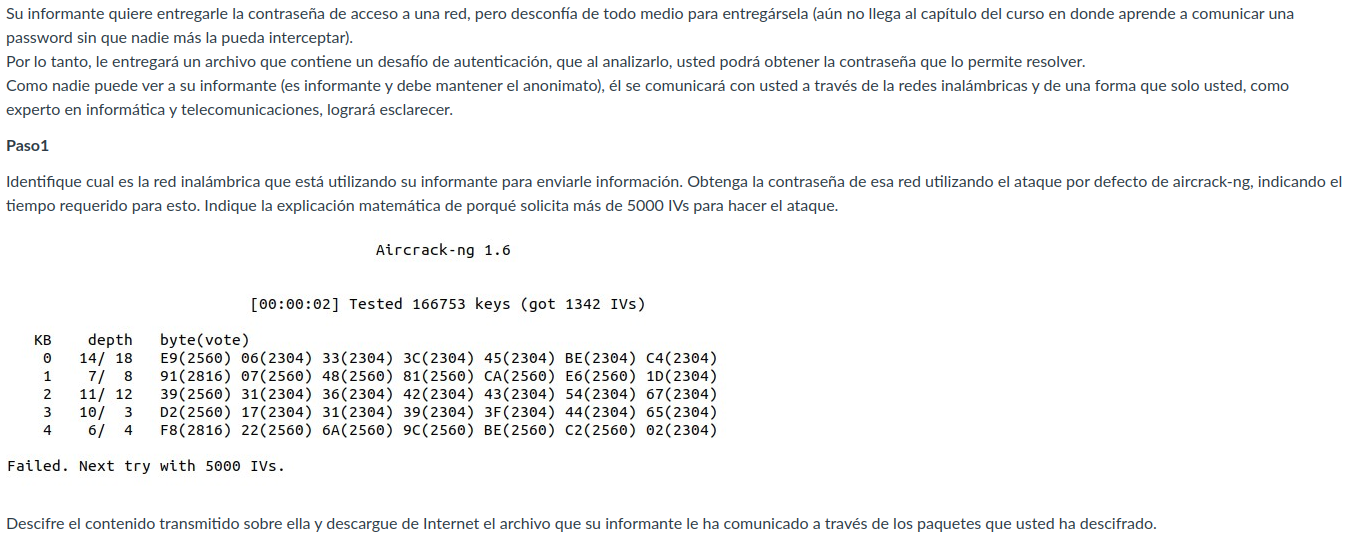 Su informante quiere entregarle la contraseña de acceso a una red, pero desconfía de todo medio para entregársela (aún no llega al capítulo del curso en donde aprende a comunicar una
password sin que nadie más la pueda interceptar).
Por lo tanto, le entregará un archivo que contiene un desafío de autenticación, que al analizarlo, usted podrá obtener la contraseña que lo permite resolver.
Como nadie puede ver a su informante (es informante y debe mantener el anonimato), él se comunicará con usted a través de la redes inalámbricas y de una forma que solo usted, como
experto en informática y telecomunicaciones, logrará esclarecer.
Paso1
Identifique cual es la red inalámbrica que está utilizando su informante para enviarle información. Obtenga la contraseña de esa red utilizando el ataque por defecto de aircrack-ng, indicando el
tiempo requerido para esto. Indique la explicación matemática de porqué solicita más de 5000 IVs para hacer el ataque.
Aircrack-ng 1.6
[00:00:02] Tested 166753 keys (got 1342 IVs)
KB depth byte(vote)
0 14/ 18 E9(2560) 06(2304) 33(2304) 3C(2304) 45(2304) BE(2304) C4(2304)
1 7/ 8 91(2816) 07(2560) 48(2560) 81(2560) CA(2560) E6(2560) 1D(2304)
2 11/ 12 39(2560) 31(2304) 36(2304) 42(2304) 43(2304) 54(2304) 67(2304)
3 10/ 3 D2(2560) 17(2304) 31(2304) 39(2304) 3F(2304) 44(2304) 65(2304)
4 6/ 4 F8(2816) 22(2560) 6A(2560) 9C(2560) BE(2560) C2(2560) 02(2304)
Failed. Next try with 5000 IVs.
Descifre el contenido transmitido sobre ella y descargue de Internet el archivo que su informante le ha comunicado a través de los paquetes que usted ha descifrado.